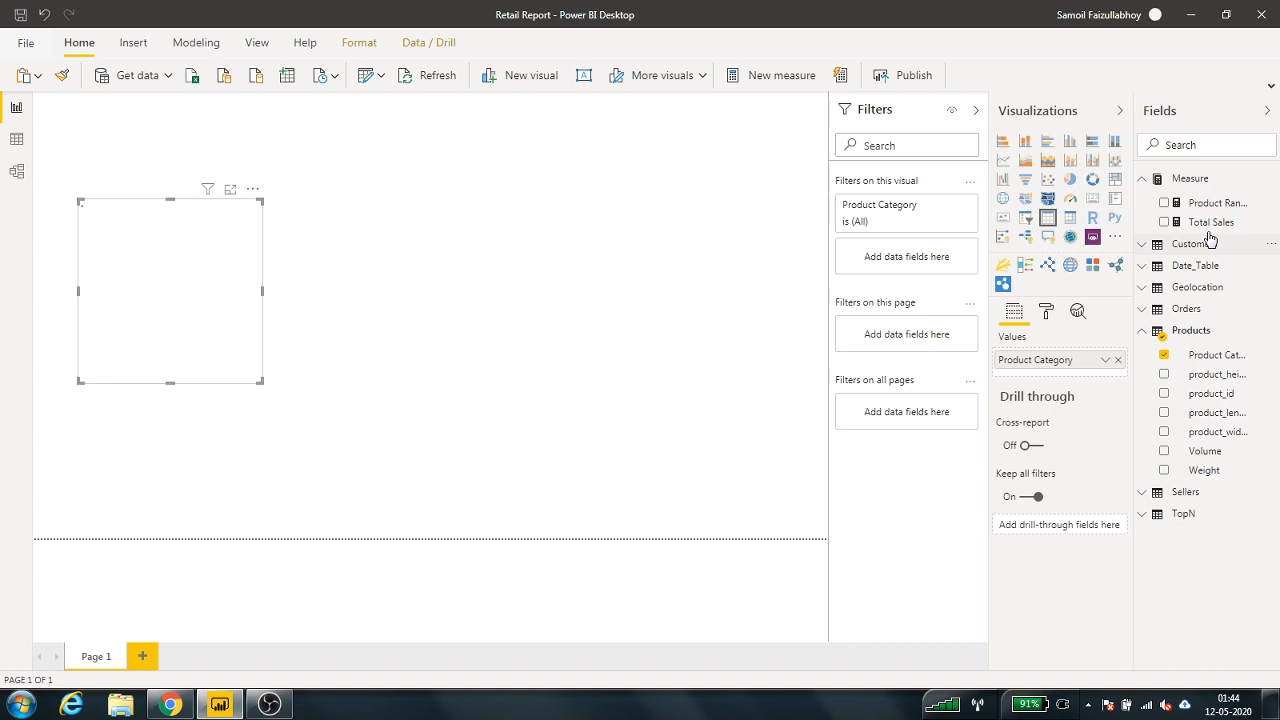 Retail Report - Power BI Desktop
Samoil Faizullabhoy
File
Home
Insert
Modeling
View
Help
Format
Data / Drill
Get data
Refresh
New visual
More visuals
New measure
Publish
Filters
Search
Filters on this visual
Product Category
is (All)
Add data fields here
Filters on this page
Add data fields here
Filters on all pages
Add data fields here
Visualizations
R
Py
Values
Product Category
Drill through
Cross-report
Off
Keep all filters
On
Add drill-through fields here
Fields
Search
Measure
Product Ran...
Total Sales
Date_Table
Geolocation
Orders
Products
Product Cat...
product_hei...
product_id
product_len...
product_wid...
Volume
Weight
Sellers
TopN
Page 1
PAGE 1 OF 1
91%
01:44
12-05-2020